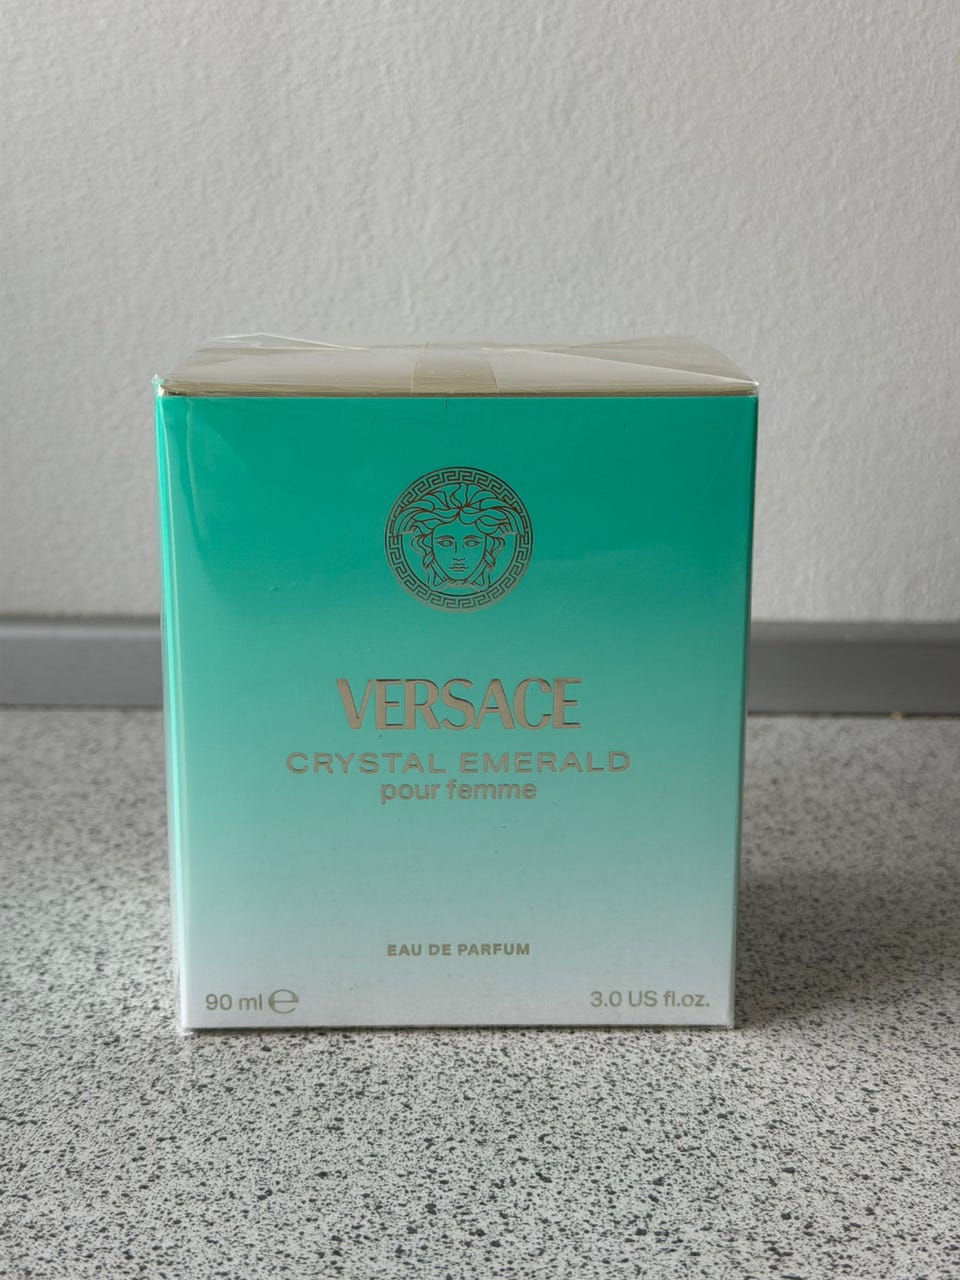 VERSACE
CRYSTAL EMERALD
pour femme
EAU DE PARFUM
90 ml ℮
3.0 US fl.oz.